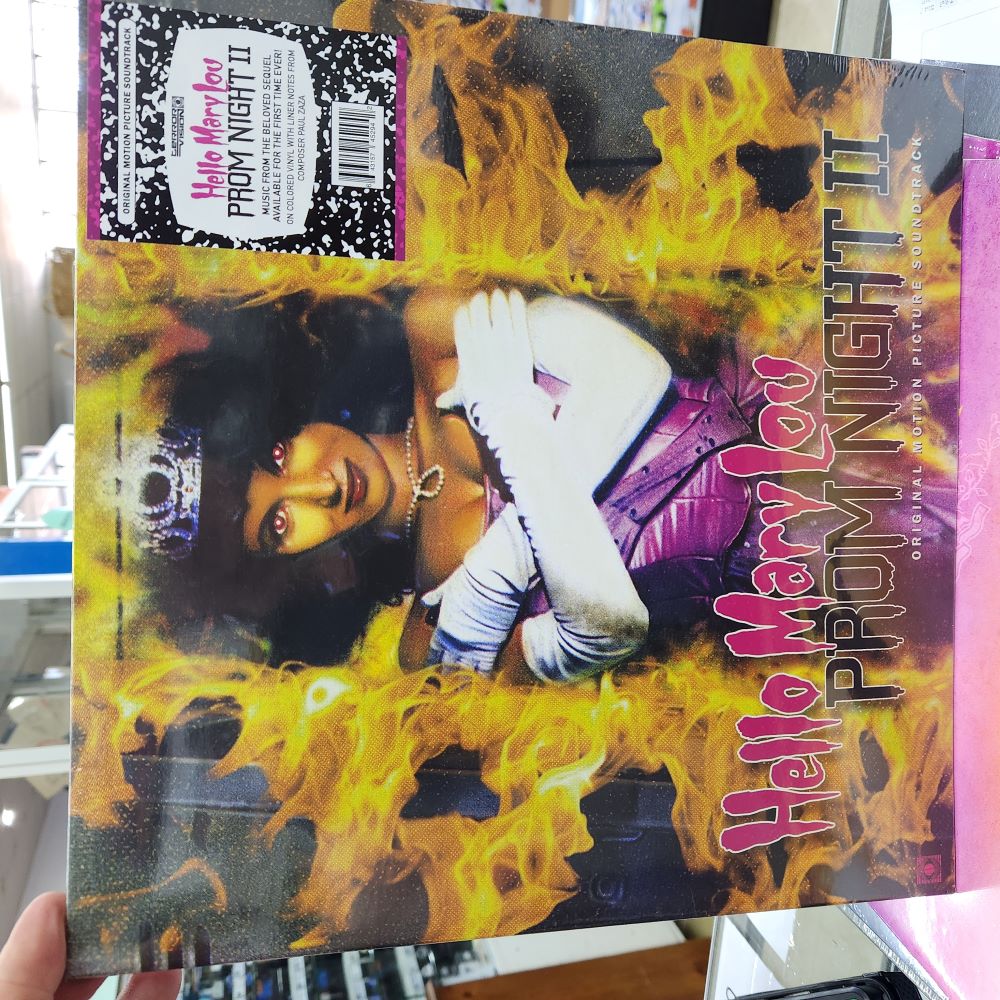 ORIGINAL MOTION PICTURE SOUNDTRACK
TERROR
VISION
Hello Mary Lou
PROM NIGHT II
MUSIC FROM THE BELOVED SEQUEL
AVAILABLE FOR THE FIRST TIME EVER!
ON COLORED VINYL WITH LINER NOTES FROM
COMPOSER PAUL ZAZA
Hello Mary Lou
PROM NIGHT II
ORIGINAL MOTION PICTURE SOUNDTRACK